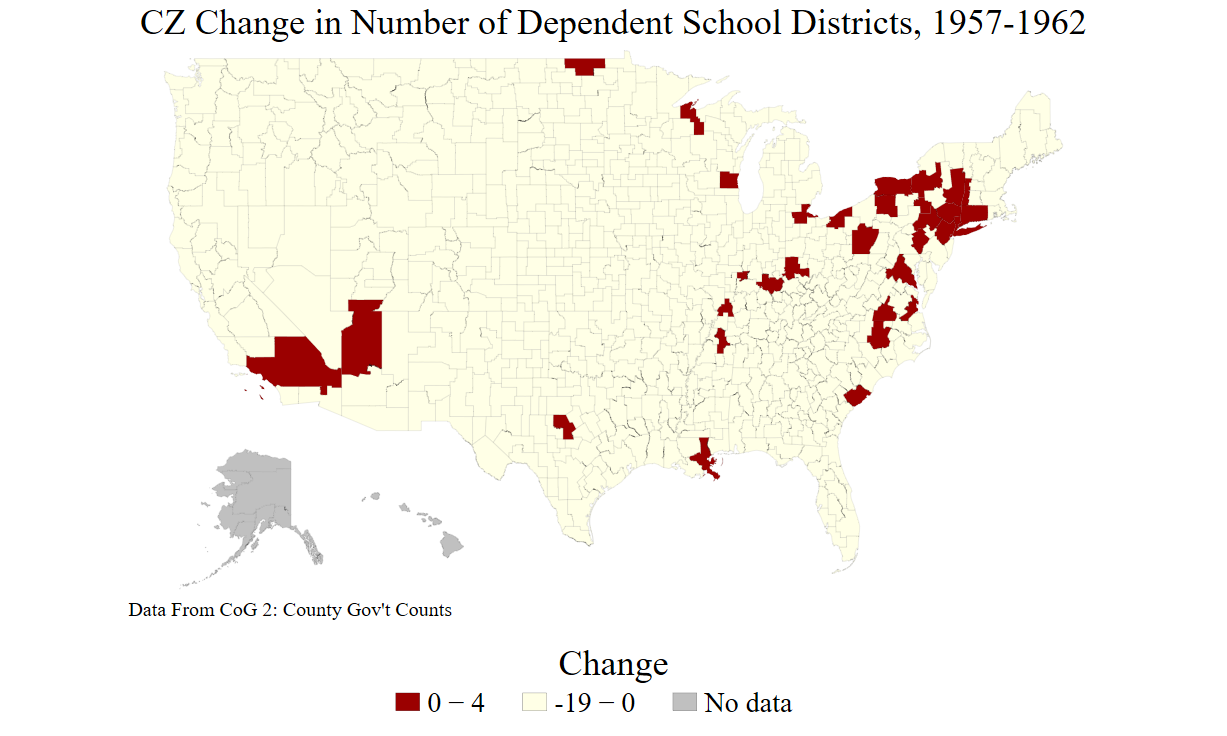 CZ Change in Number of Dependent School Districts, 1957-1962
Data From CoG 2: County Gov't Counts
Change
0 − 4 -19 − 0 No data